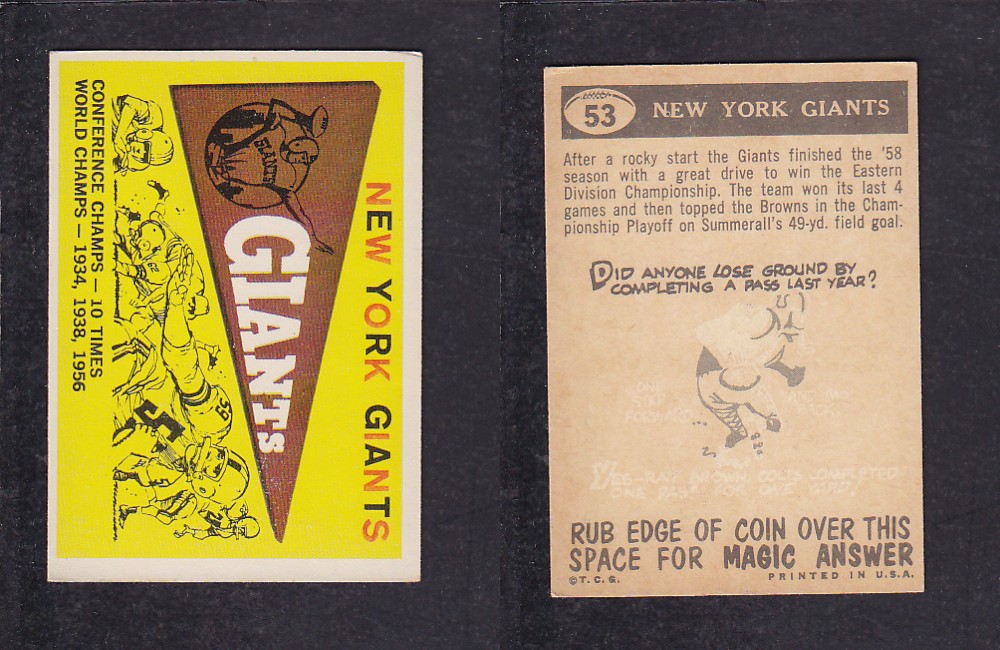 NEW YORK GIANTS
GIANTS
CONFERENCE CHAMPS — 10 TIMES
WORLD CHAMPS — 1934, 1938, 1956
53
NEW YORK GIANTS
After a rocky start the Giants finished the '58
season with a great drive to win the Eastern
Division Championship. The team won its last 4
games and then topped the Browns in the Cham-
pionship Playoff on Summerall's 49-yd. field goal.
DID ANYONE LOSE GROUND BY
COMPLETING A PASS LAST YEAR?
RUB EDGE OF COIN OVER THIS
SPACE FOR MAGIC ANSWER
©T.C.G.
PRINTED IN U.S.A.